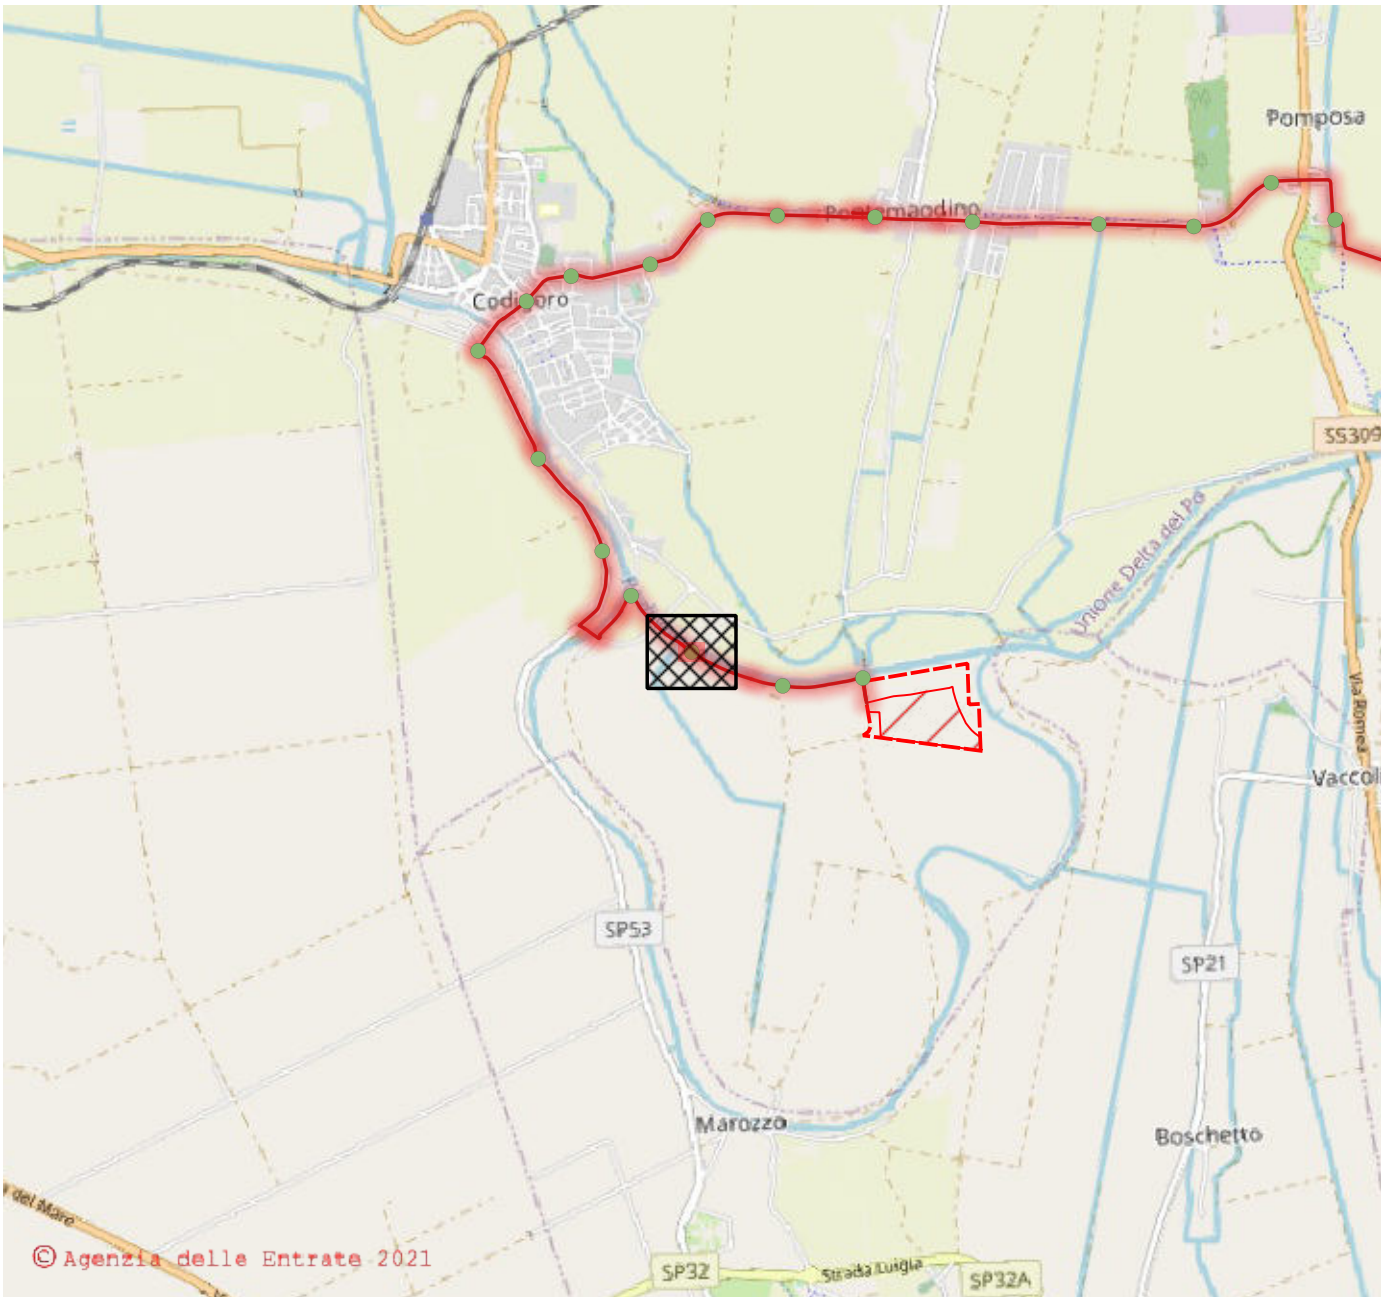 Pomposa
Pontemaodino
Codigoro
SS309
Unione Delta del Po
Via Romea
Vaccol
SP53
SP21
Marozzo
Boschetto
del Mare
© Agenzia delle Entrate 2021
SP32
Strada Luigia
SP32A